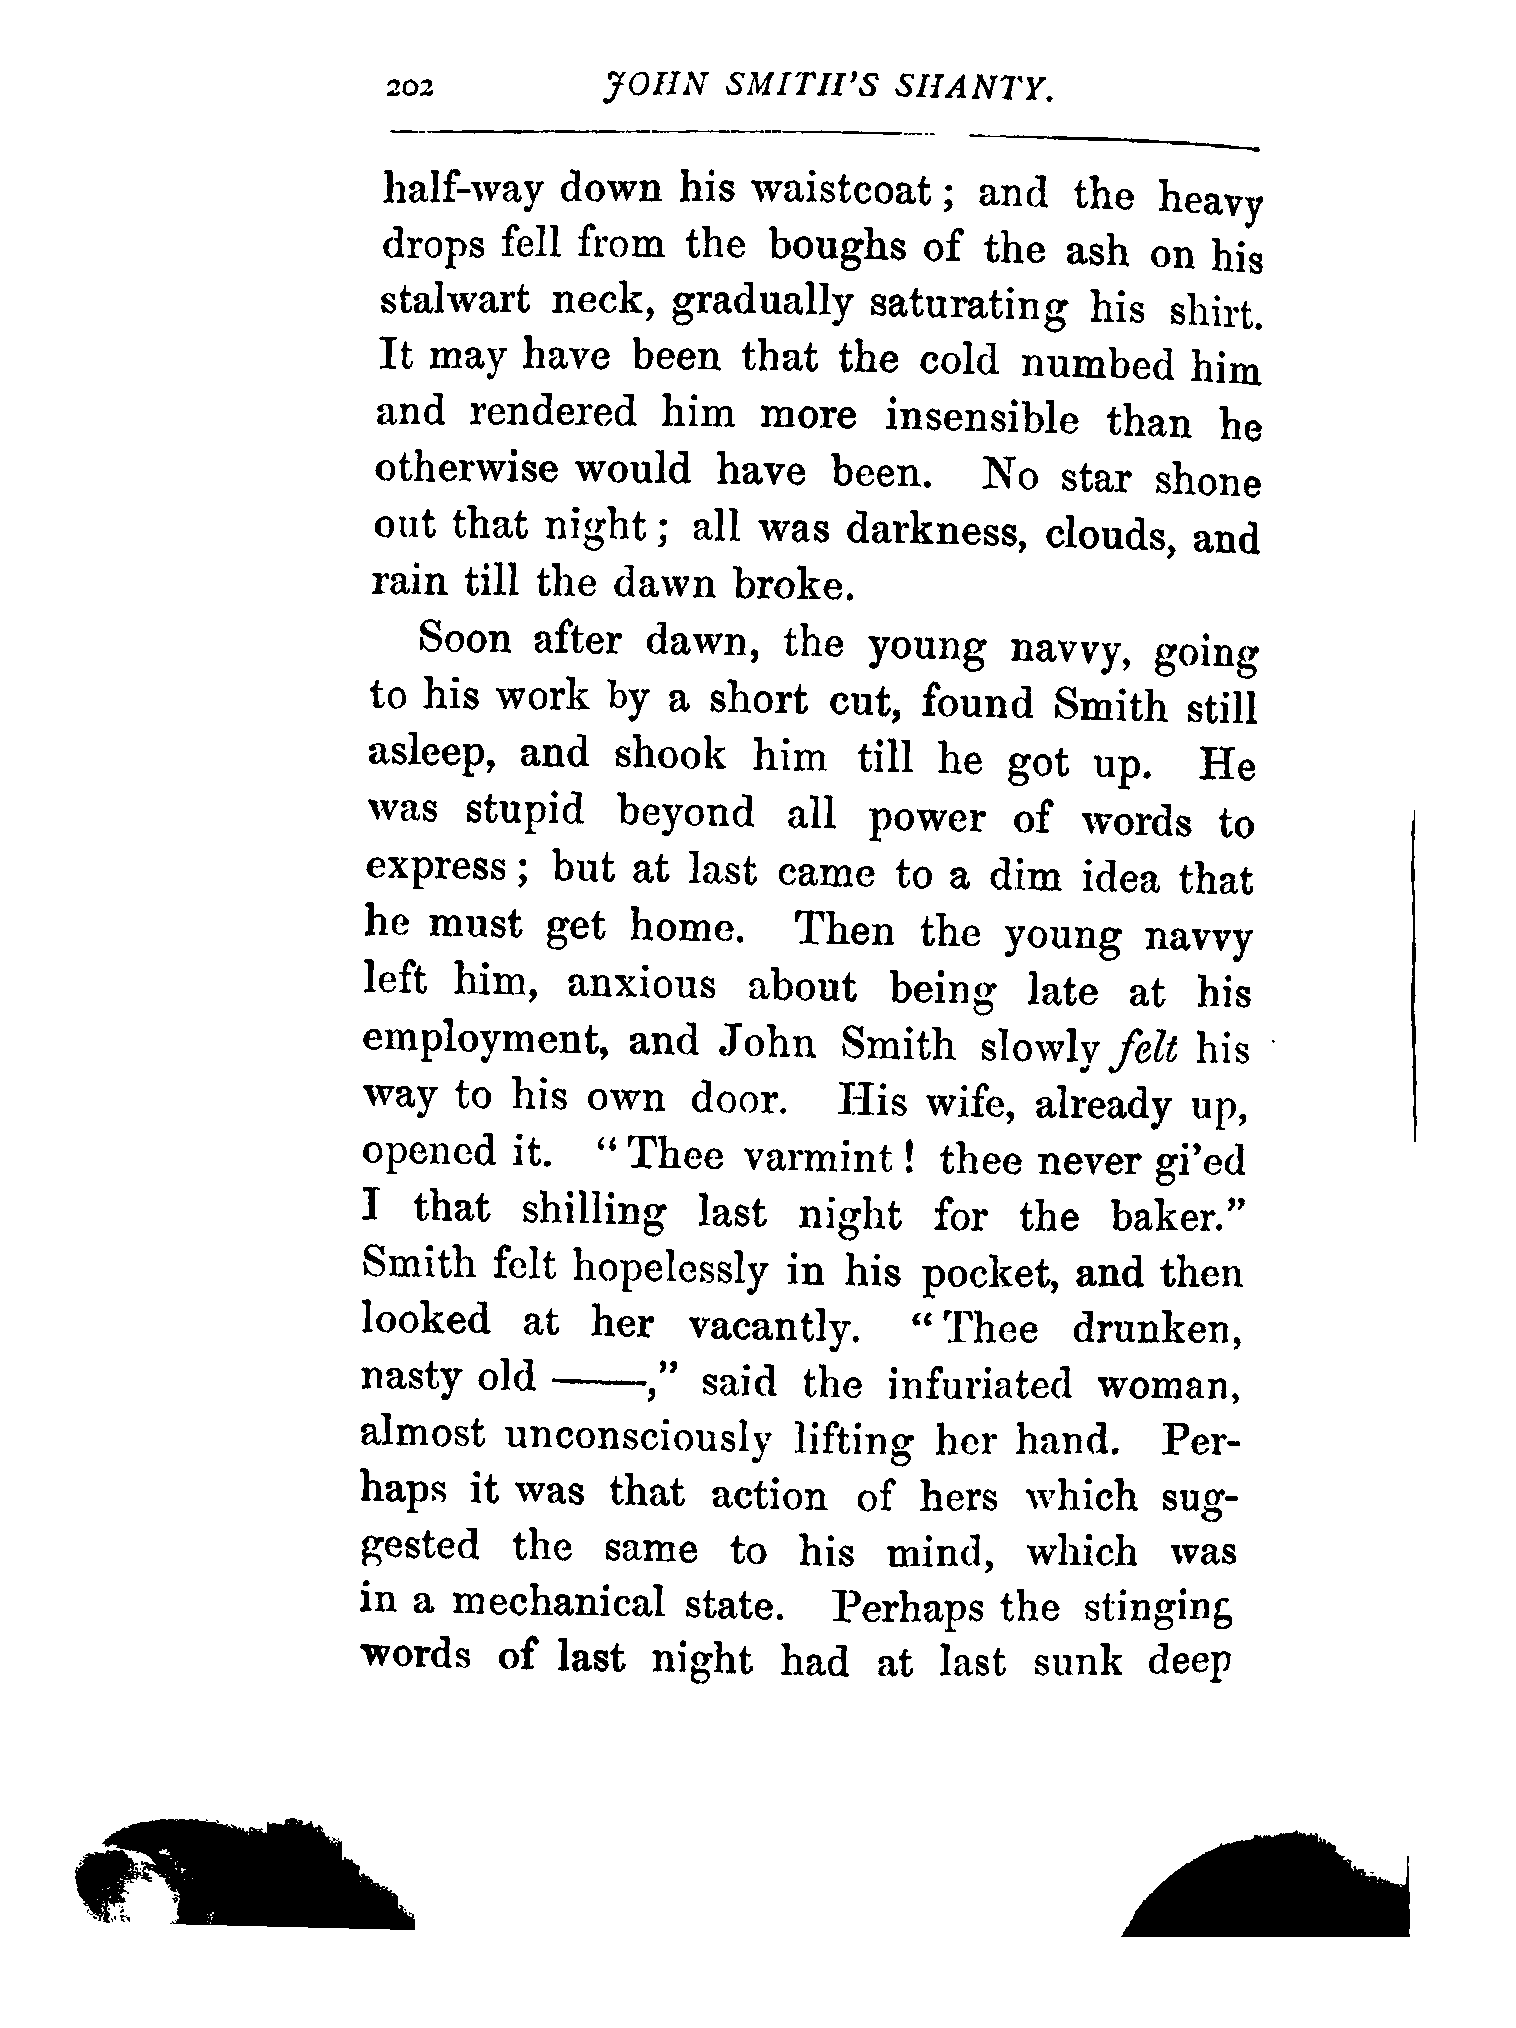 202 JOHN SMITH'S SHANTY.
half-way down his waistcoat; and the heavy
drops fell from the boughs of the ash on his
stalwart neck, gradually saturating his shirt.
It may have been that the cold numbed him
and rendered him more insensible than he
otherwise would have been. No star shone
out that night; all was darkness, clouds, and
rain till the dawn broke.
Soon after dawn, the young navvy, going
to his work by a short cut, found Smith still
asleep, and shook him till he got up. He
was stupid beyond all power of words to
express; but at last came to a dim idea that
he must get home. Then the young navvy
left him, anxious about being late at his
employment, and John Smith slowly felt his
way to his own door. His wife, already up,
opened it. "Thee varmint! thee never gi'ed
I that shilling last night for the baker."
Smith felt hopelessly in his pocket, and then
looked at her vacantly. "Thee drunken,
nasty old ——," said the infuriated woman,
almost unconsciously lifting her hand. Per-
haps it was that action of hers which sug-
gested the same to his mind, which was
in a mechanical state. Perhaps the stinging
words of last night had at last sunk deep